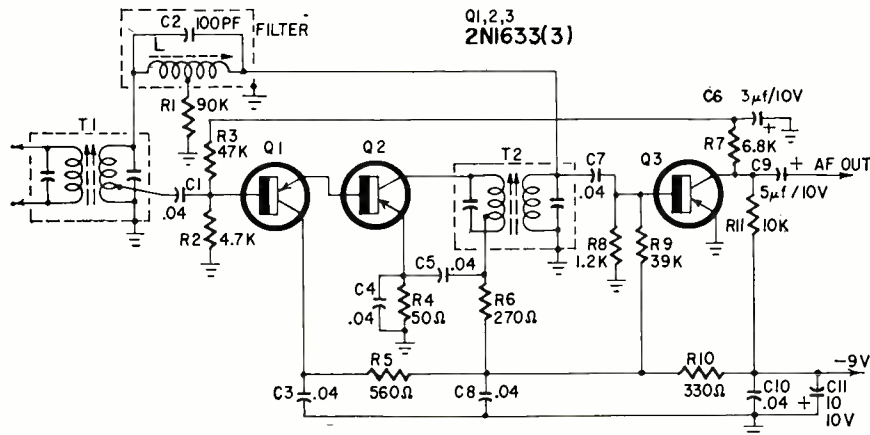 Q1,2,3
2N1633(3)
C2
100PF
FILTER
L
R1
90K
T1
R3
47K
C1
.04
R2
4.7K
Q1
Q2
T2
C7
.04
Q3
C6
3µf/10V
+
R7
6.8K
C9
+
AF OUT
5µf/10V
R11
10K
R8
1.2K
R9
39K
C5
.04
C4
.04
R4
50Ω
R6
270Ω
R5
560Ω
R10
330Ω
-9V
C3
.04
C8
.04
C10
.04
+
C11
10
10V